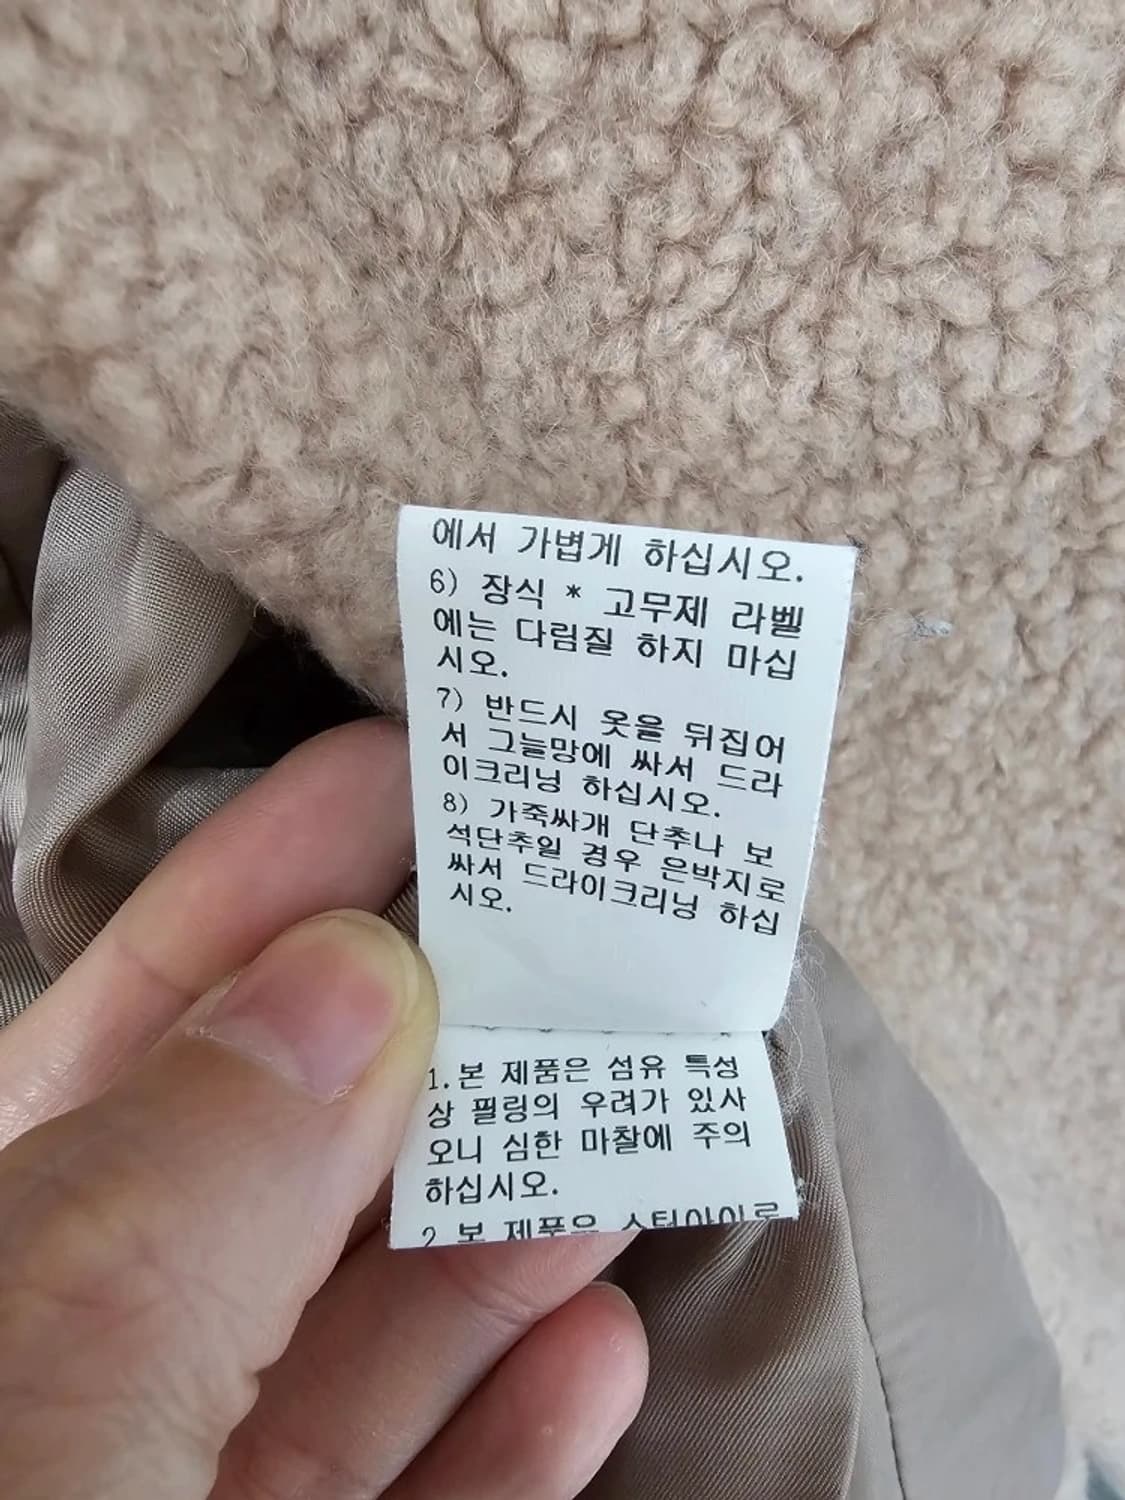 에서 가볍게 하십시오.
6) 장식 * 고무제 라벨
에는 다림질 하지 마십
시오.
7) 반드시 옷을 뒤집어
서 그늘망에 싸서 드라
이크리닝 하십시오.
8) 가죽싸개 단추나 보
석단추일 경우 은박지로
싸서 드라이크리닝 하십
시오.
1.본 제품은 섬유 특성
상 필링의 우려가 있사
오니 심한 마찰에 주의
하십시오.
2 본 제품은